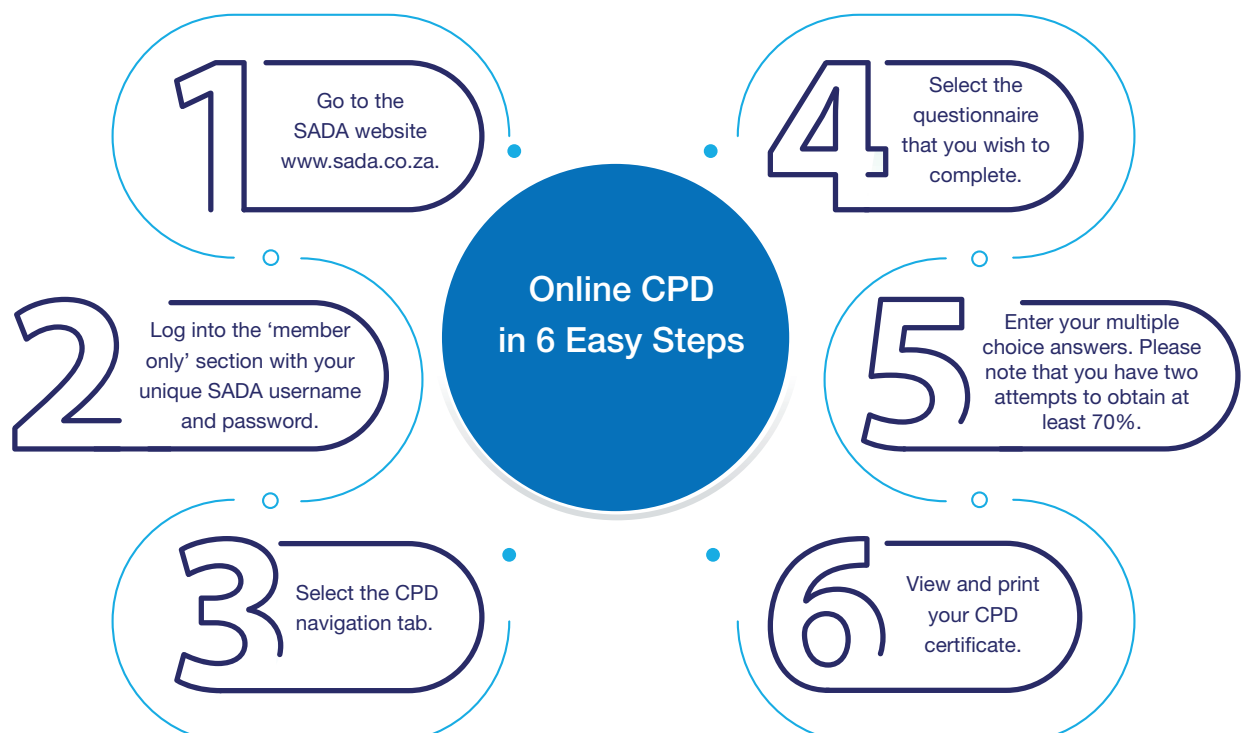 1
Go to the
SADA website
www.sada.co.za.
2
Log into the ‘member
only’ section with your
unique SADA username
and password.
3
Select the CPD
navigation tab.
Online CPD
in 6 Easy Steps
4
Select the
questionnaire
that you wish to
complete.
5
Enter your multiple
choice answers. Please
note that you have two
attempts to obtain at
least 70%.
6
View and print
your CPD
certificate.